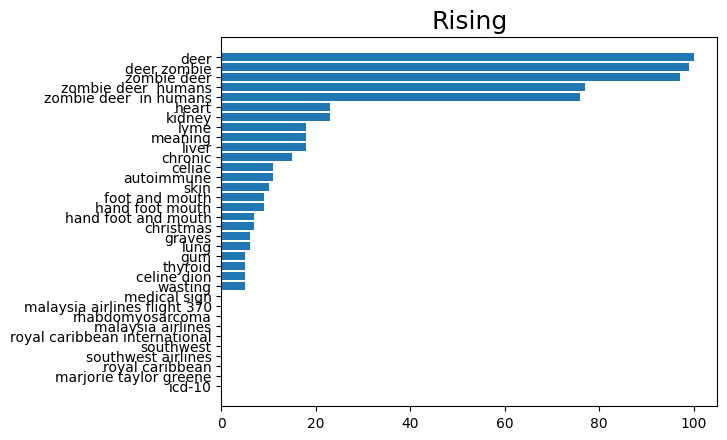 Rising
deer
deer zombie
zombie deer
zombie deer  humans
zombie deer  in humans
heart
kidney
lyme
meaning
liver
chronic
celiac
autoimmune
skin
foot and mouth
hand foot mouth
hand foot and mouth
christmas
graves
lung
gum
thyroid
celine dion
wasting
medical sign
malaysia airlines flight 370
rhabdomyosarcoma
malaysia airlines
royal caribbean international
southwest
southwest airlines
royal caribbean
marjorie taylor greene
icd-10
0 20 40 60 80 100